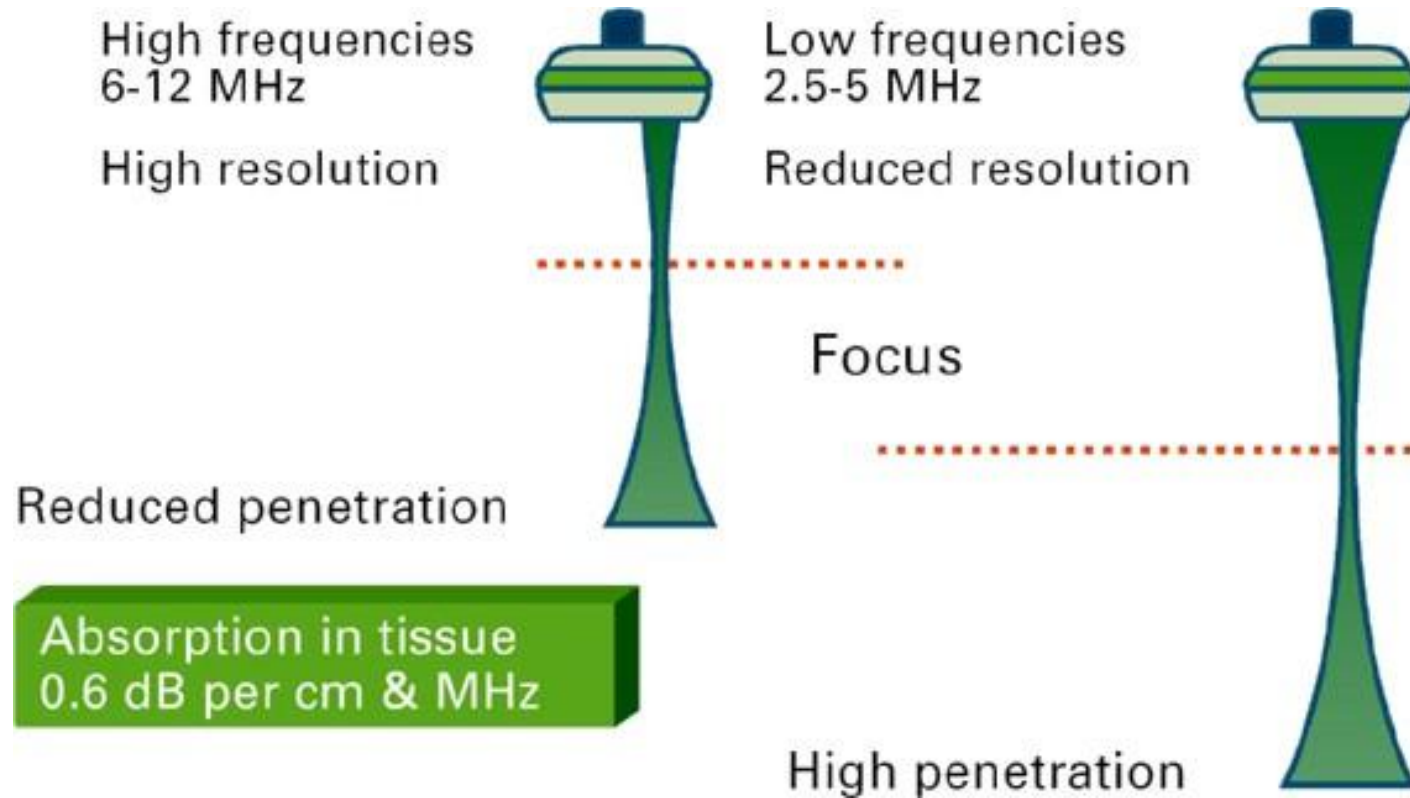 High frequencies
6-12 MHz
High resolution
Low frequencies
2.5-5 MHz
Reduced resolution
Focus
Reduced penetration
Absorption in tissue
0.6 dB per cm & MHz
High penetration